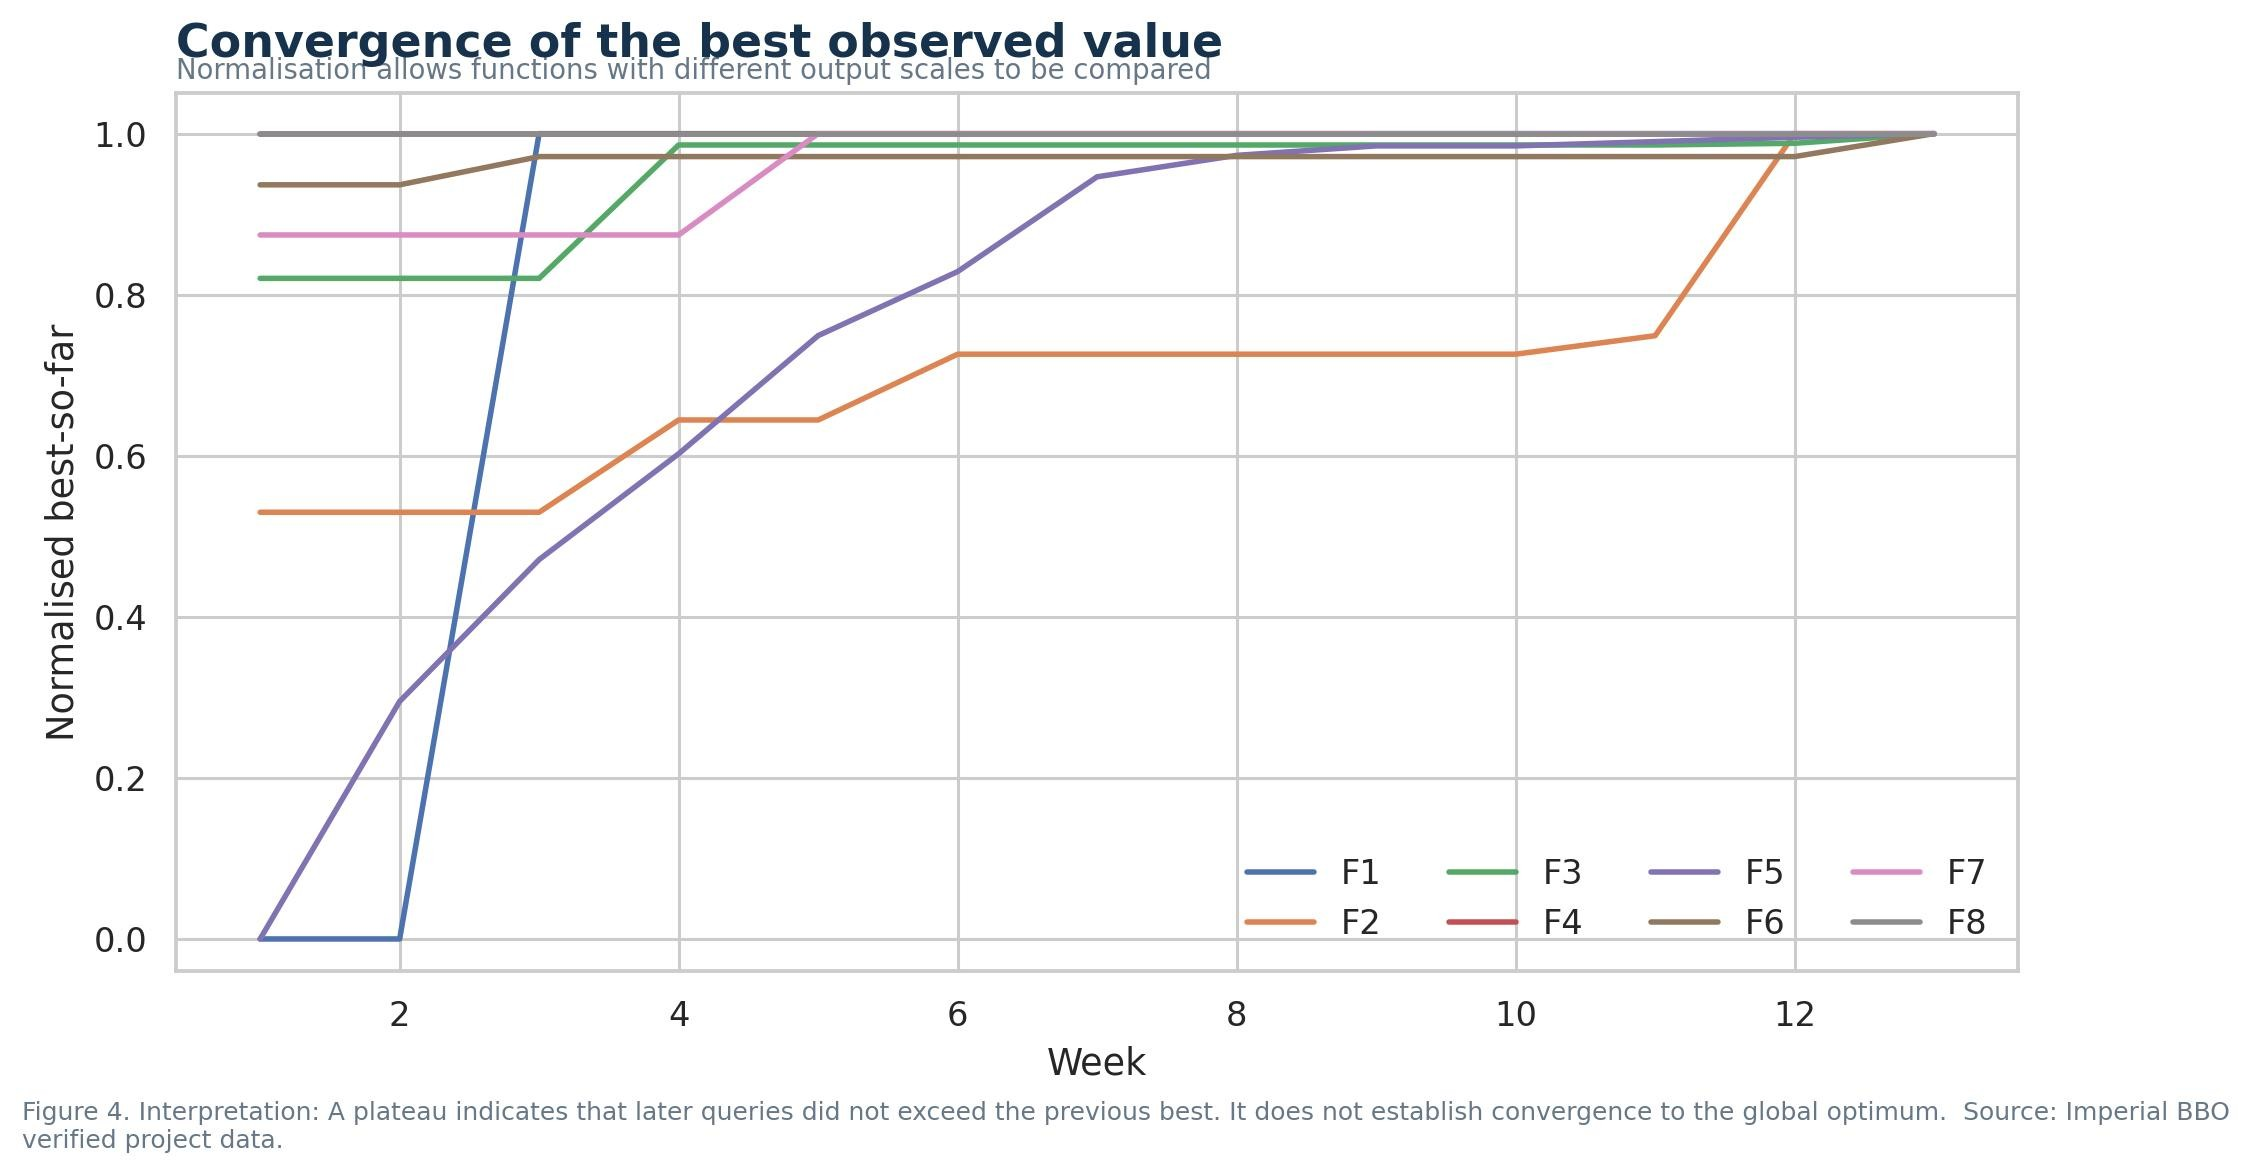 Convergence of the best observed value
Normalisation allows functions with different output scales to be compared
1.0
0.8
0.6
0.4
0.2
0.0
Normalised best-so-far
F1 F3 F5 F7
F2 F4 F6 F8
2 4 6 8 10 12
Week
Figure 4. Interpretation: A plateau indicates that later queries did not exceed the previous best. It does not establish convergence to the global optimum.  Source: Imperial BBO
verified project data.